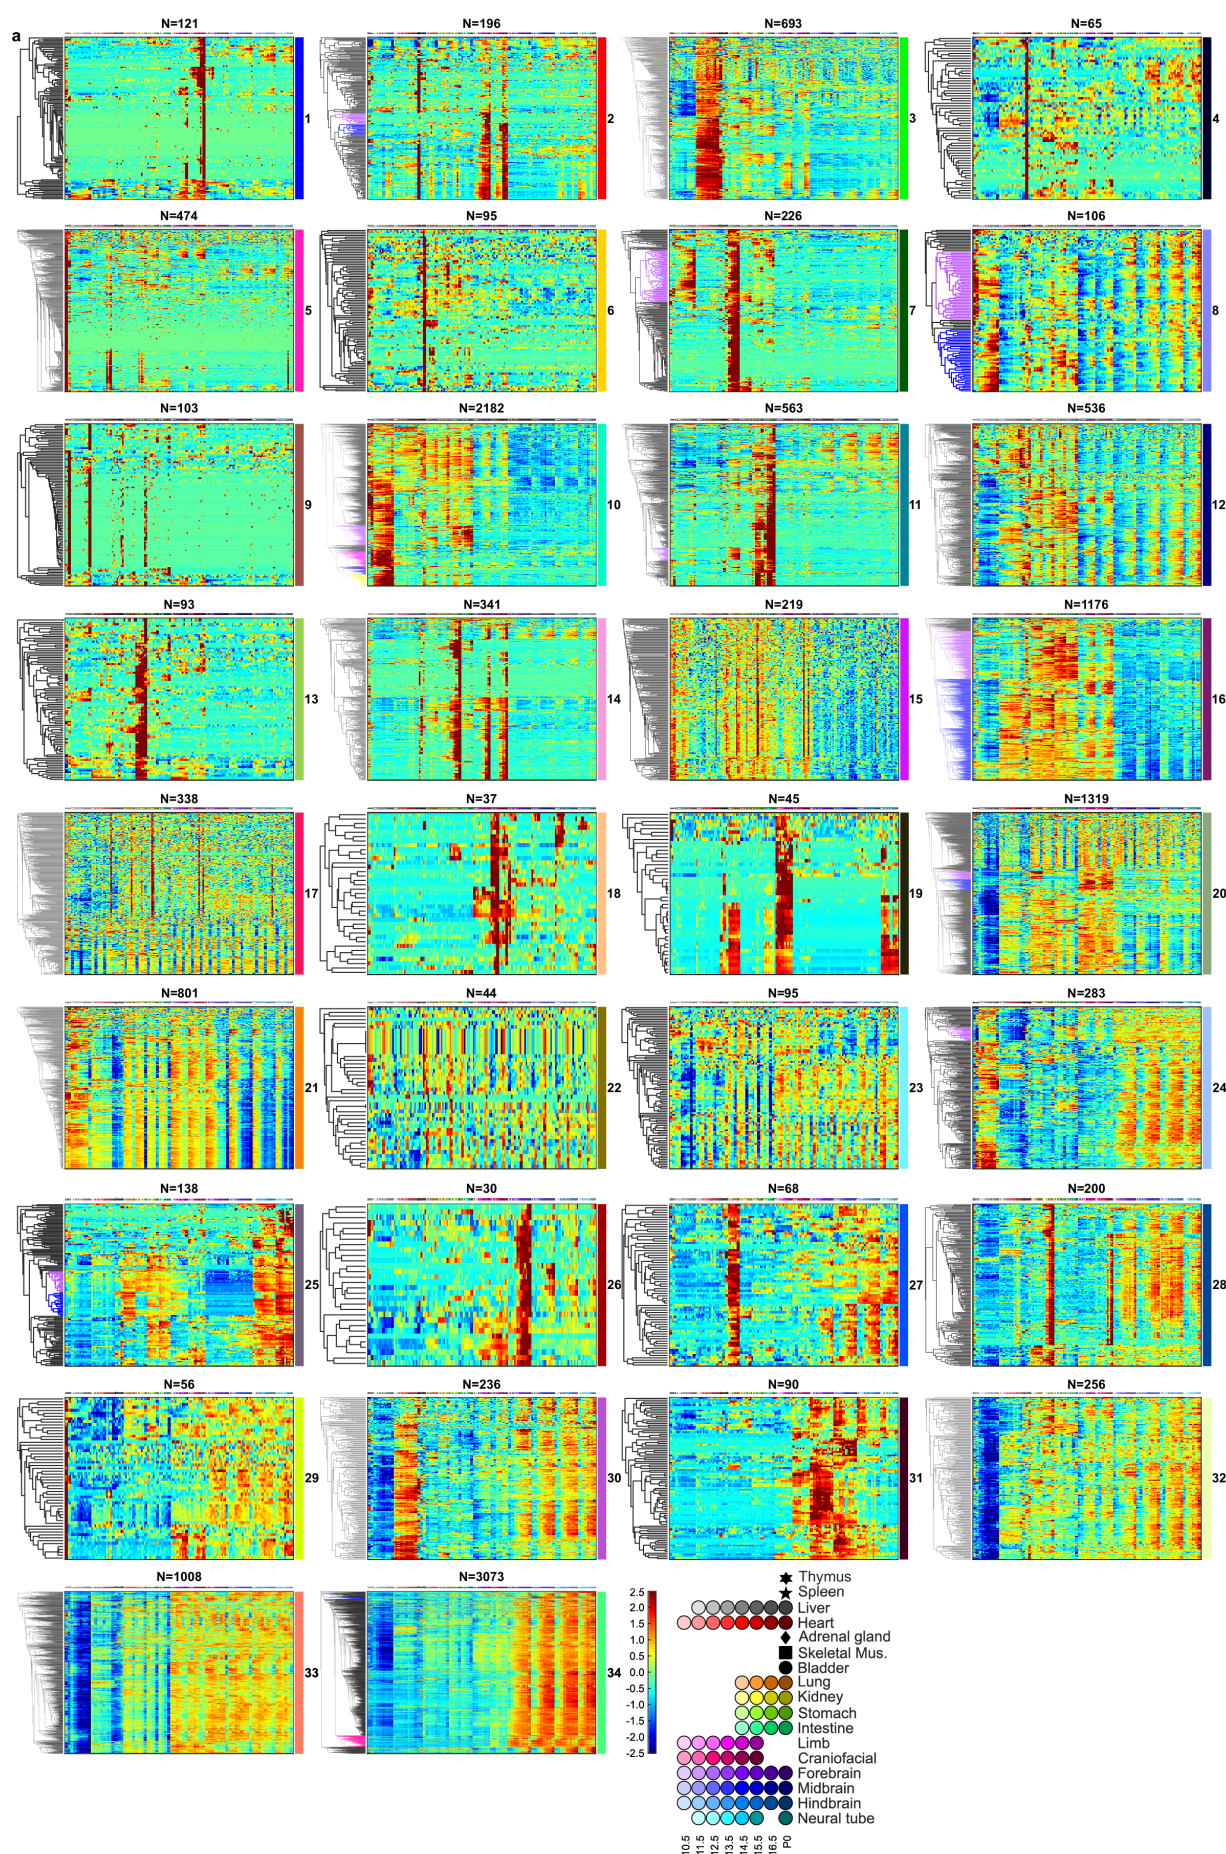 a
N=121
N=196
N=693
N=65
1
2
3
4
N=474
N=95
N=226
N=106
5
6
7
8
N=103
N=2182
N=563
N=536
9
10
11
12
N=93
N=341
N=219
N=1176
13
14
15
16
N=338
N=37
N=45
N=1319
17
18
19
20
N=801
N=44
N=95
N=283
21
22
23
24
N=138
N=30
N=68
N=200
25
26
27
28
N=56
N=236
N=90
N=256
29
30
31
32
N=1008
N=3073
33
34
2.5
2.0
1.5
1.0
0.5
0.0
-0.5
-1.0
-1.5
-2.0
-2.5
Thymus
Spleen
Liver
Heart
Adrenal gland
Skeletal Mus.
Bladder
Lung
Kidney
Stomach
Intestine
Limb
Craniofacial
Forebrain
Midbrain
Hindbrain
Neural tube
10.5
11.5
12.5
13.5
14.5
15.5
16.5
P0